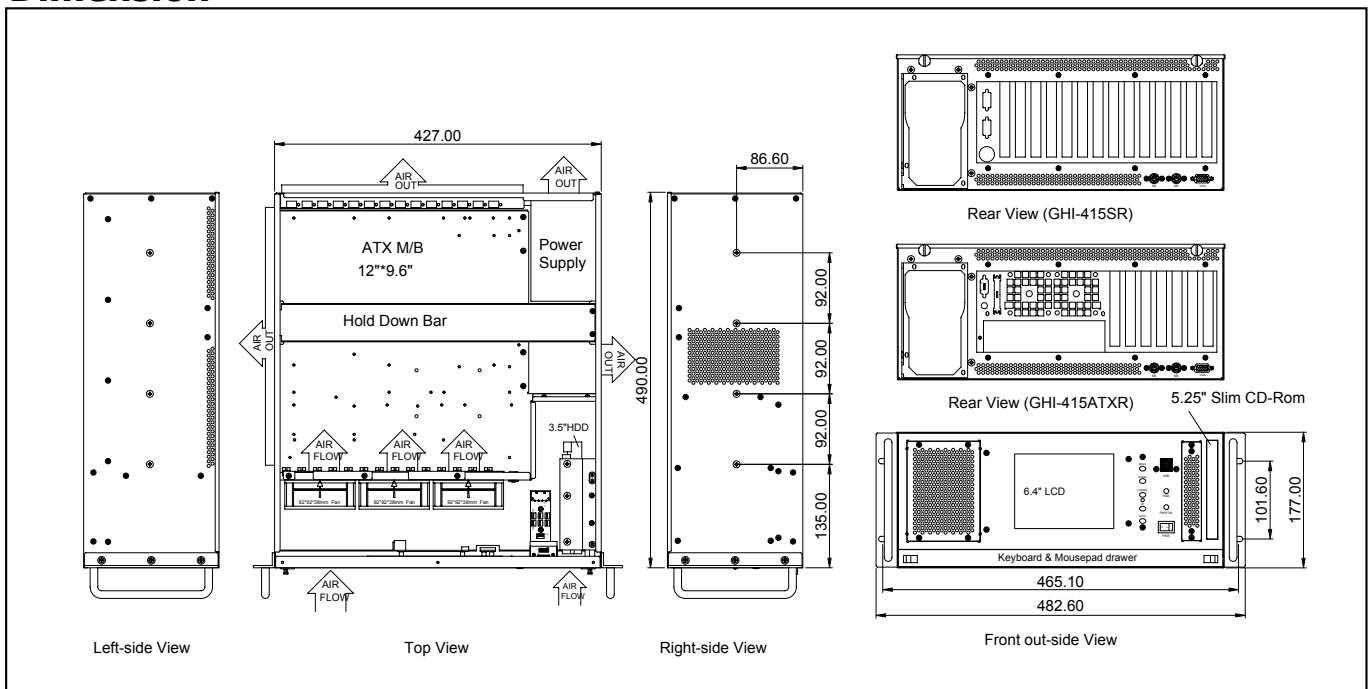 427.00
86.60
AIR
OUT
AIR
OUT
ATX M/B
12"*9.6"
Power
Supply
Hold Down Bar
AIR
OUT
AIR
OUT
490.00
92.00
92.00
92.00
135.00
3.5"HDD
AIR
FLOW
AIR
FLOW
AIR
FLOW
92*92*38mm Fan
92*92*38mm Fan
92*92*38mm Fan
AIR
FLOW
AIR
FLOW
Left-side View
Top View
Right-side View
Rear View (GHI-415SR)
Rear View (GHI-415ATXR)
5.25" Slim CD-Rom
6.4" LCD
Keyboard & Mousepad drawer
101.60
177.00
465.10
482.60
Front out-side View